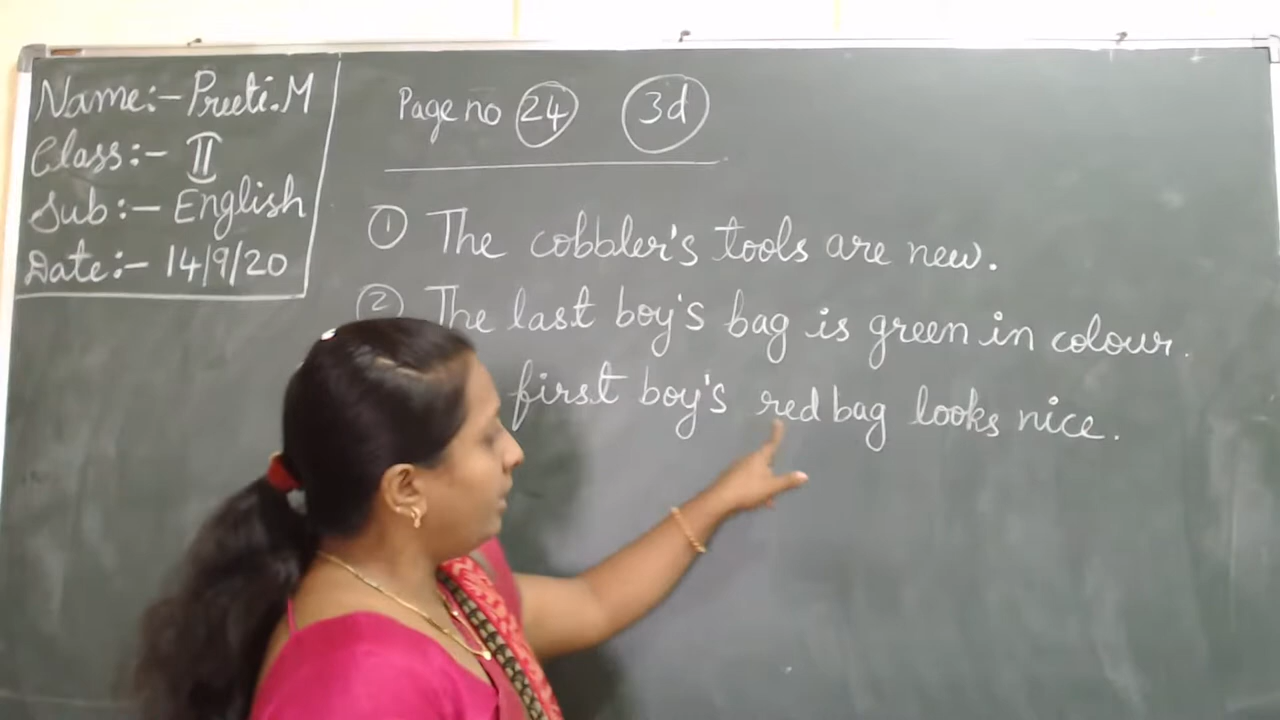 Name:- Preeti.M
Class:- II
Sub:- English
Date:- 14/9/20
Page no 24 3d
1 The cobbler's tools are new.
2 The last boy's bag is green in colour.
first boy's red bag looks nice.